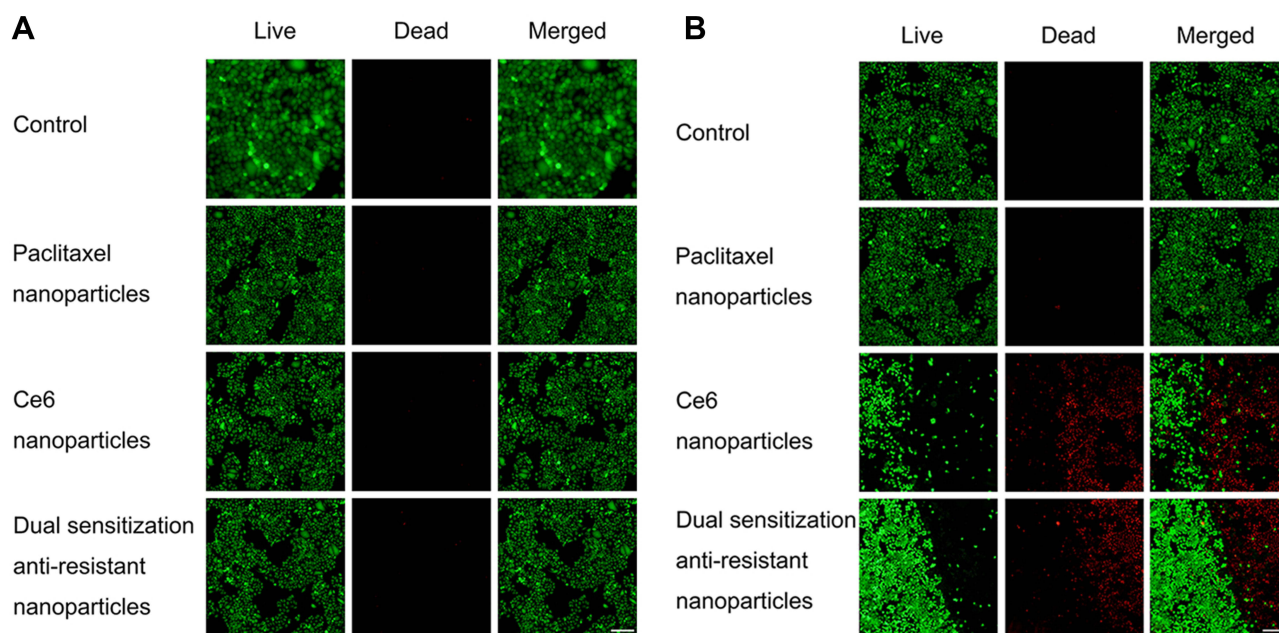 A
Live Dead Merged
Control
Paclitaxel
nanoparticles
Ce6
nanoparticles
Dual sensitization
anti-resistant
nanoparticles
B
Live Dead Merged
Control
Paclitaxel
nanoparticles
Ce6
nanoparticles
Dual sensitization
anti-resistant
nanoparticles